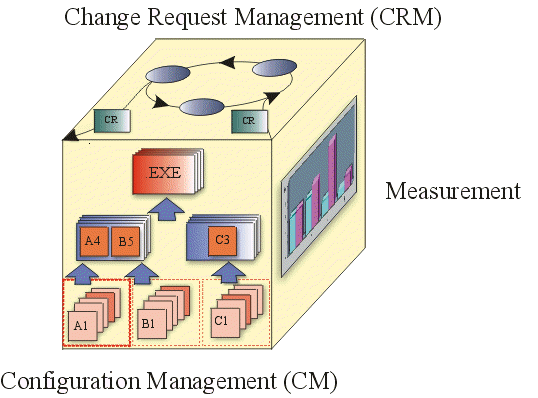 Change Request Management (CRM)
CR
CR
.EXE
Measurement
A4
B5
C3
A1
B1
C1
Configuration Management (CM)